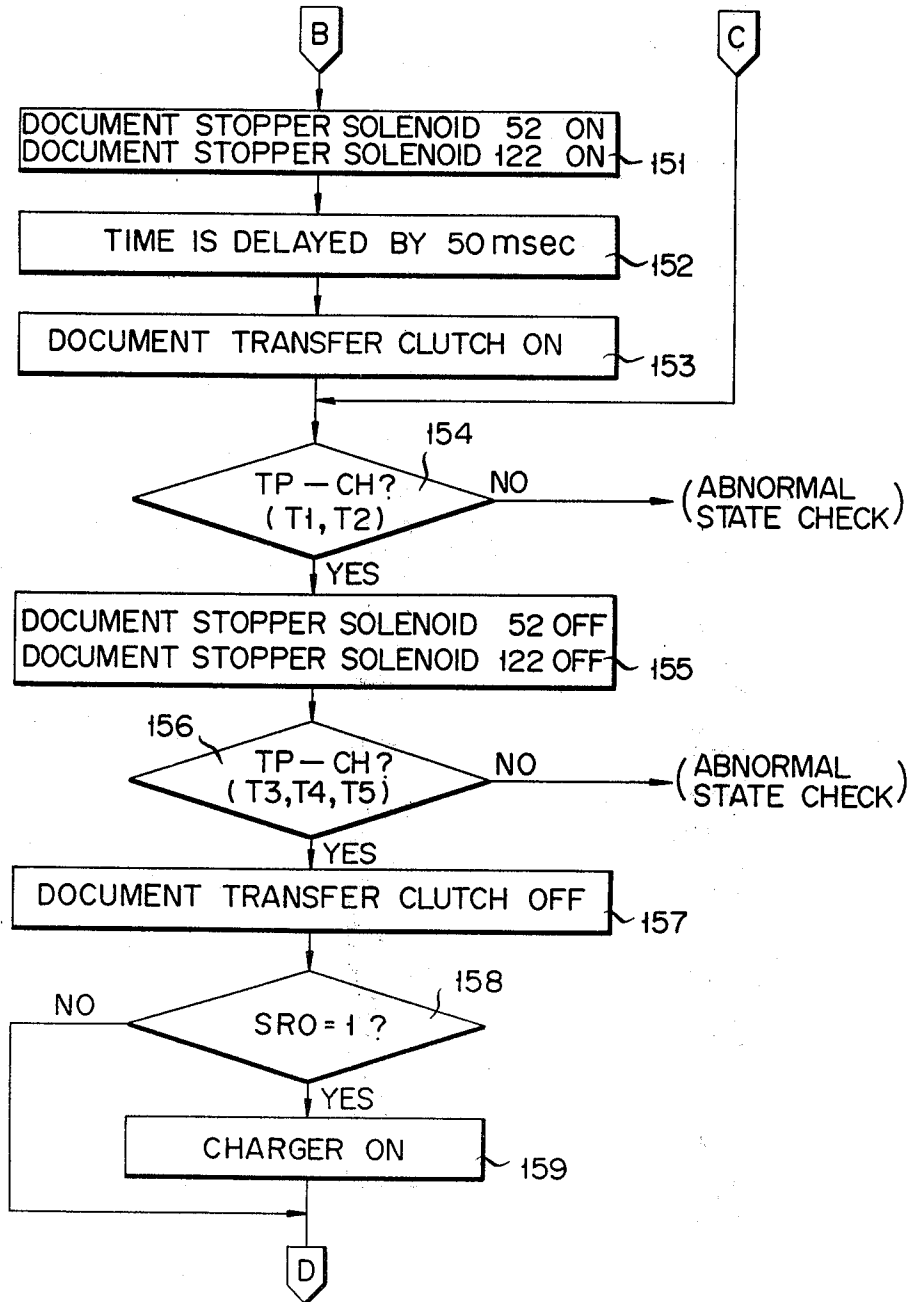 B
C
DOCUMENT STOPPER SOLENOID 52 ON
DOCUMENT STOPPER SOLENOID 122 ON
151
TIME IS DELAYED BY 50 msec
152
DOCUMENT TRANSFER CLUTCH ON
153
154
TP-CH?
(T1, T2)
NO
(ABNORMAL
STATE CHECK)
YES
DOCUMENT STOPPER SOLENOID 52 OFF
DOCUMENT STOPPER SOLENOID 122 OFF
155
156
TP-CH?
(T3,T4,T5)
NO
(ABNORMAL
STATE CHECK)
YES
DOCUMENT TRANSFER CLUTCH OFF
157
158
NO
SRO=1?
YES
CHARGER ON
159
D